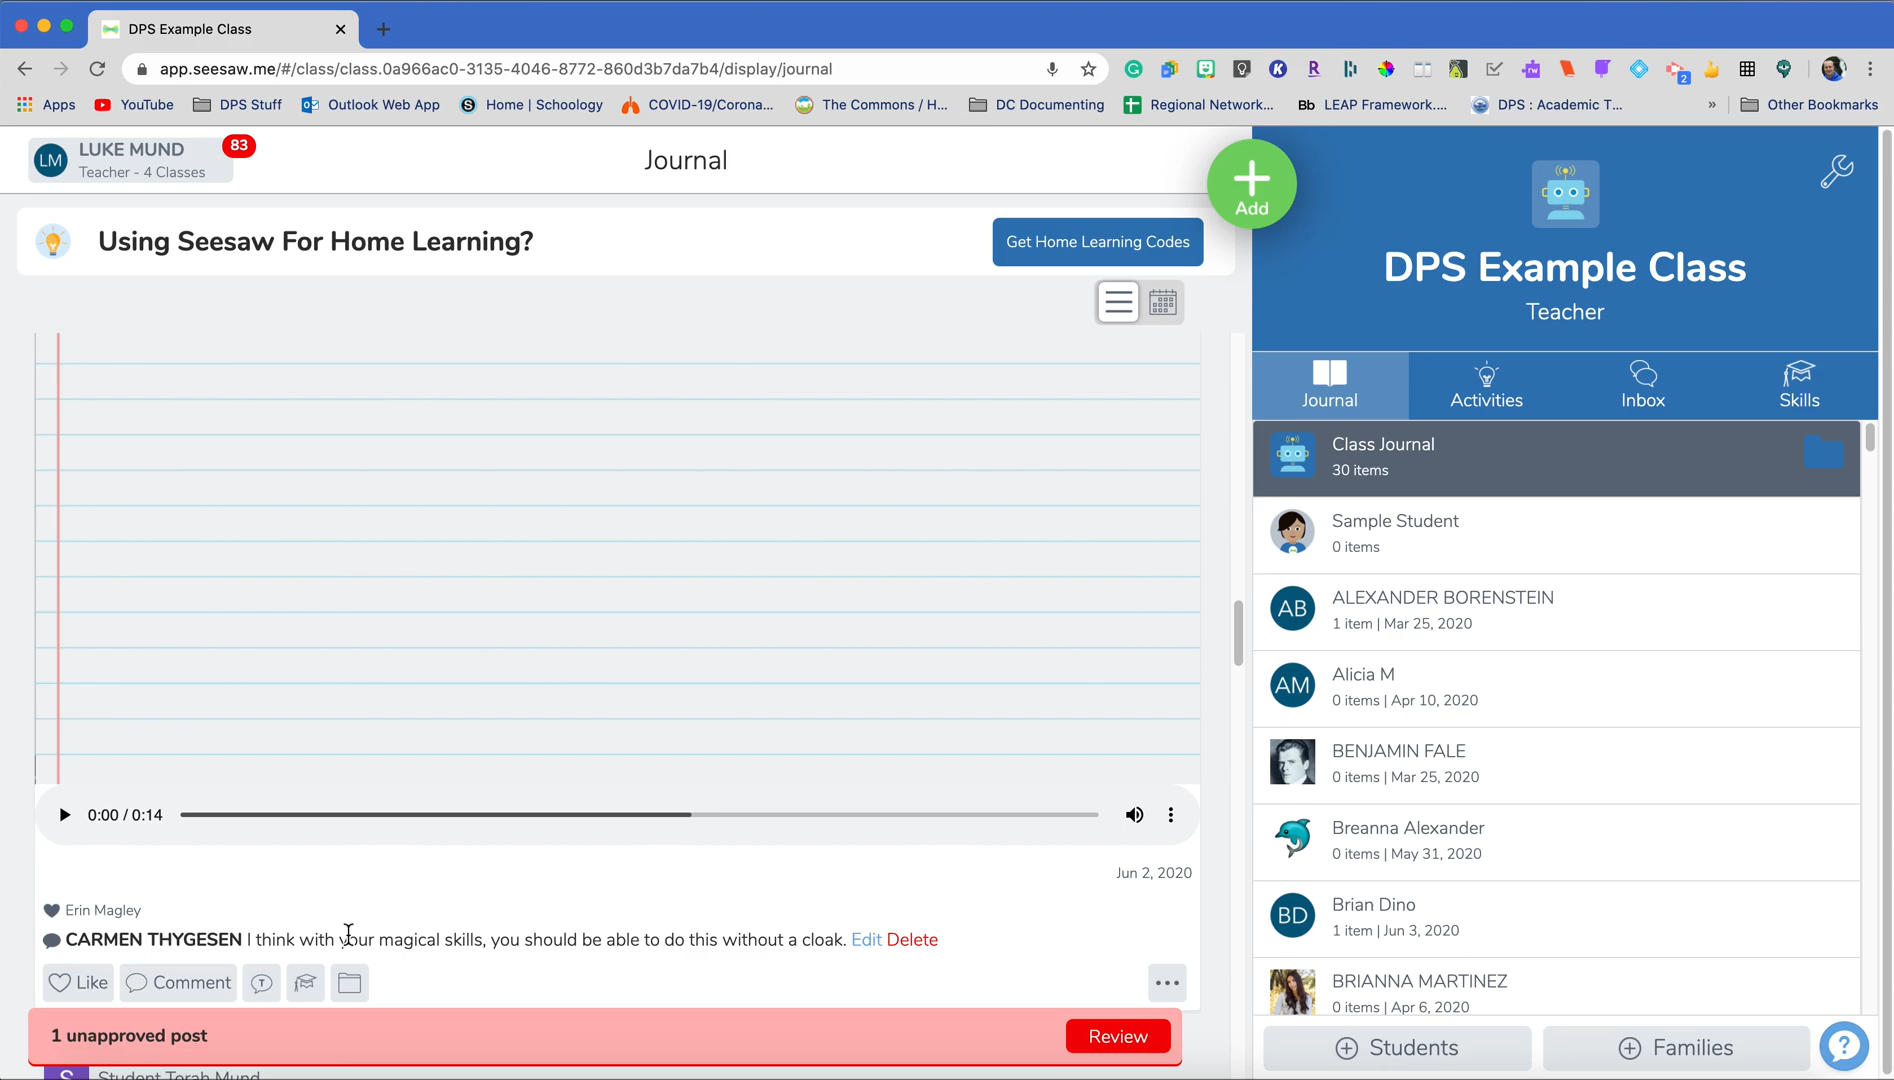 DPS Example Class
app.seesaw.me/#/class/class.0a966ac0-3135-4046-8772-860d3b7da7b4/display/journal
2
Apps
YouTube
DPS Stuff
Outlook Web App
Home | Schoology
COVID-19/Corona...
The Commons / H...
DC Documenting
Regional Network...
Bb LEAP Framework....
DPS : Academic T...
»
Other Bookmarks
LM
LUKE MUND
Teacher - 4 Classes
83
Journal
Add
Using Seesaw For Home Learning?
Get Home Learning Codes
0:00 / 0:14
Jun 2, 2020
Erin Magley
CARMEN THYGESEN I think with your magical skills, you should be able to do this without a cloak. Edit Delete
Like
Comment
T
1 unapproved post
Review
S
Student Torah Mund
DPS Example Class
Teacher
Journal
Activities
Inbox
Skills
Class Journal
30 items
Sample Student
0 items
AB
ALEXANDER BORENSTEIN
1 item | Mar 25, 2020
AM
Alicia M
0 items | Apr 10, 2020
BENJAMIN FALE
0 items | Mar 25, 2020
Breanna Alexander
0 items | May 31, 2020
BD
Brian Dino
1 item | Jun 3, 2020
BRIANNA MARTINEZ
0 items | Apr 6, 2020
Students
Families
?